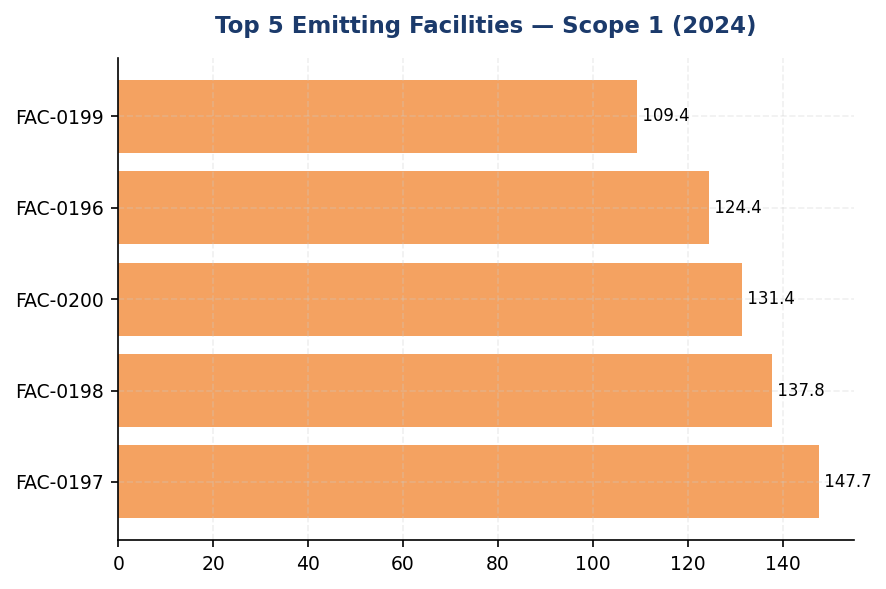 Top 5 Emitting Facilities — Scope 1 (2024)
FAC-0199 109.4
FAC-0196 124.4
FAC-0200 131.4
FAC-0198 137.8
FAC-0197 147.7
0 20 40 60 80 100 120 140